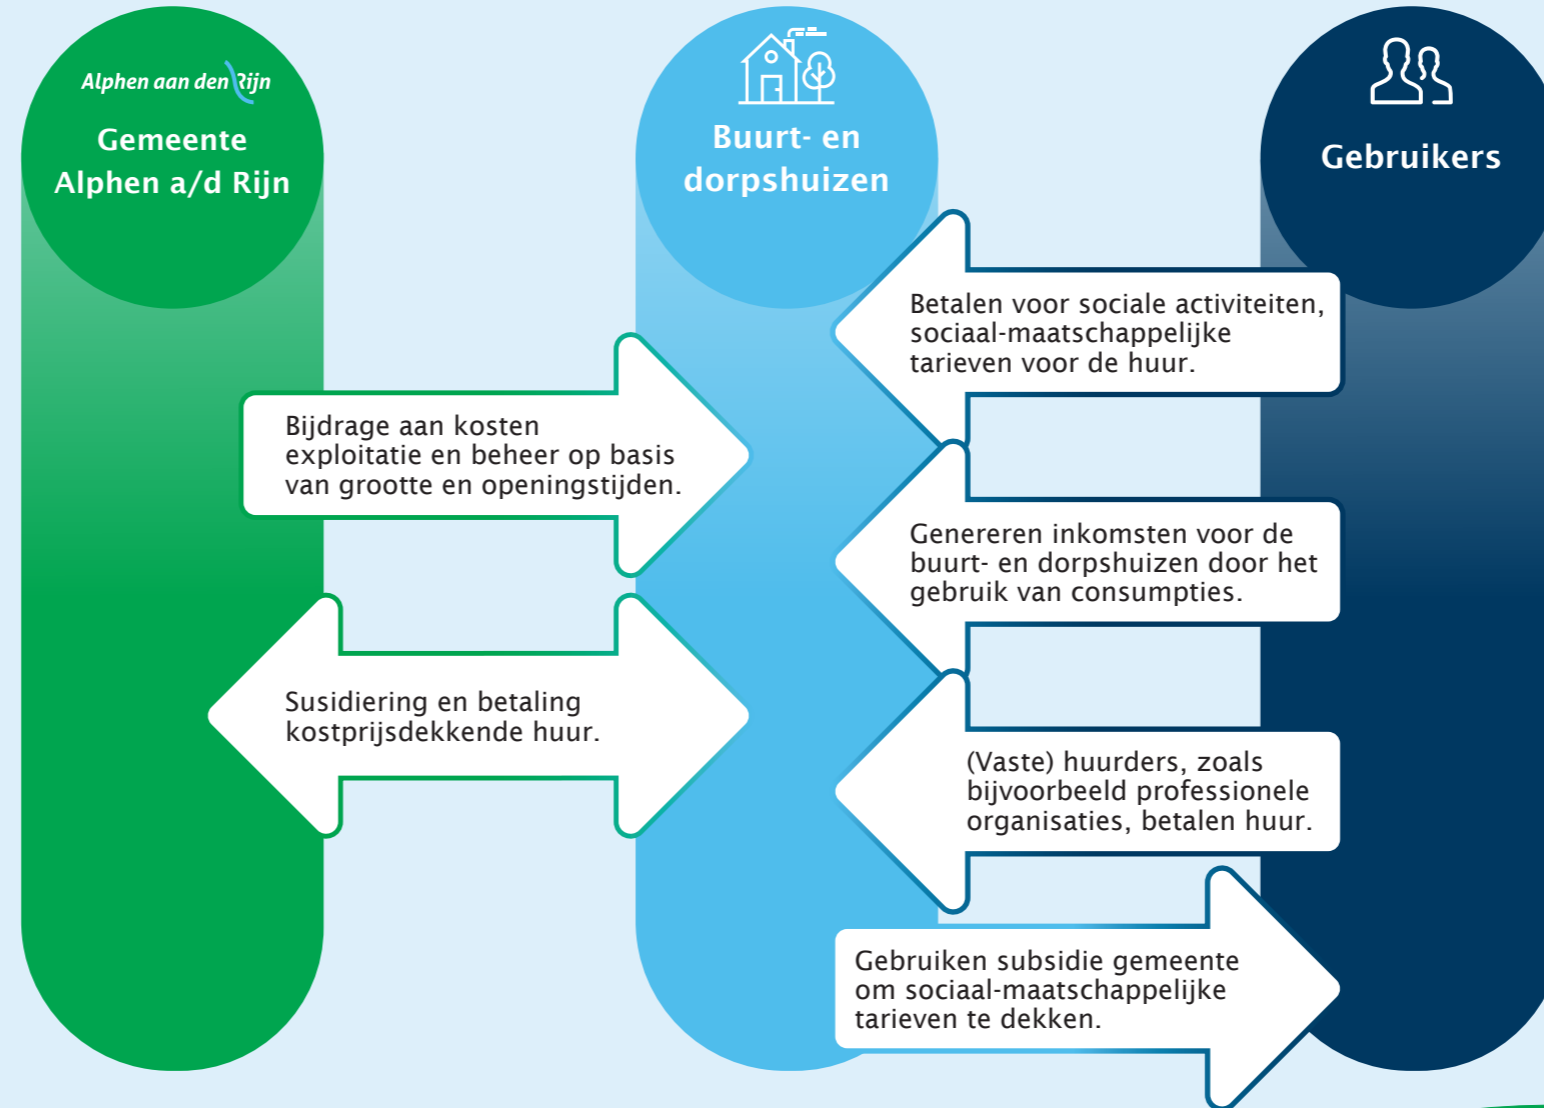 Alphen aan den Rijn
Gemeente
Alphen a/d Rijn
Buurt- en
dorpshuizen
Gebruikers
Betalen voor sociale activiteiten,
sociaal-maatschappelijke
tarieven voor de huur.
Bijdrage aan kosten
exploitatie en beheer op basis
van grootte en openingstijden.
Genereren inkomsten voor de
buurt- en dorpshuizen door het
gebruik van consumpties.
Susidiering en betaling
kostprijsdekkende huur.
(Vaste) huurders, zoals
bijvoorbeeld professionele
organisaties, betalen huur.
Gebruiken subsidie gemeente
om sociaal-maatschappelijke
tarieven te dekken.